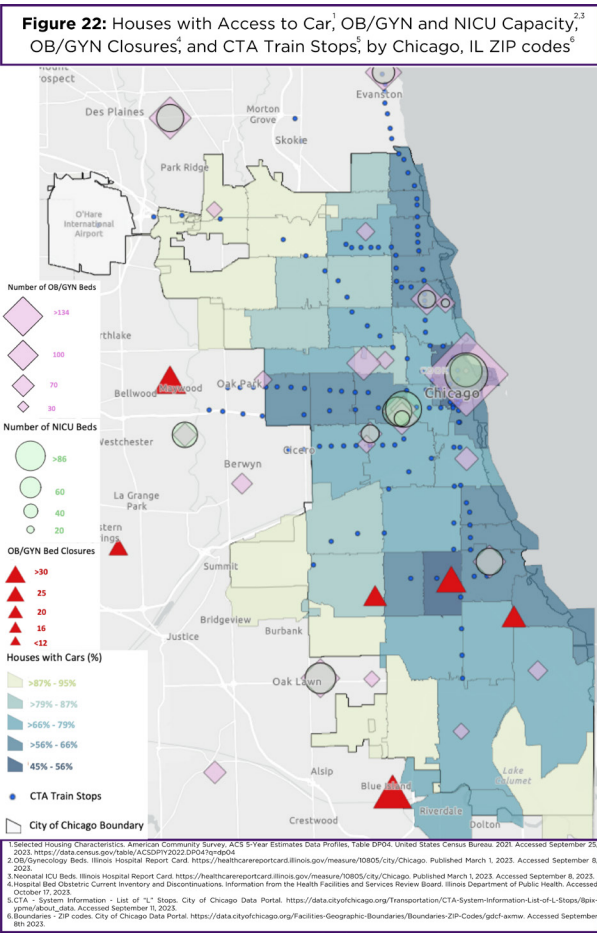 Figure 22: Houses with Access to Car,1 OB/GYN and NICU Capacity,2,3
OB/GYN Closures,4 and CTA Train Stops,5 by Chicago, IL ZIP codes6
ospect
Evanston
Des Plaines
Morton
Grove
Skokie
Park Ridge
O'Hare
International
Airport
Number of OB/GYN Beds
>134
100
70
30
rthlake
Bellwood
Oak Park
Chicago
Number of NICU Beds
>86
60
40
20
Westchester
Cicero
Berwyn
La Grange
Park
stern
ings
OB/GYN Bed Closures
>30
25
20
16
<12
Summit
Bridgeview
Justice
Burbank
Houses with Cars (%)
>87% - 95%
>79% - 87%
>66% - 79%
>56% - 66%
45% - 56%
Oak Lawn
CTA Train Stops
City of Chicago Boundary
Alsip
Blue Island
Crestwood
Riverdale
Dolton
Lake
Calumet
1.Selected Housing Characteristics. American Community Survey, ACS 5-Year Estimates Data Profiles, Table DP04. United States Census Bureau. 2021. Accessed September 25,
2023. https://data.census.gov/table/ACSDP1Y2022.DP04?q=dp04
2.OB/Gynecology Beds. Illinois Hospital Report Card. https://healthcarereportcard.illinois.gov/measure/10805/city/Chicago. Published March 1, 2023. Accessed September 8,
2023.
3.Neonatal ICU Beds. Illinois Hospital Report Card. https://healthcarereportcard.illinois.gov/measure/10805/city/Chicago. Published March 1, 2023. Accessed September 8, 2023.
4.Hospital Bed Obstetric Current Inventory and Discontinuations. Information from the Health Facilities and Services Review Board. Illinois Department of Public Health. Accessed
October 17, 2023.
5.CTA - System Information - List of "L" Stops. City of Chicago Data Portal. https://data.cityofchicago.org/Transportation/CTA-System-Information-List-of-L-Stops/8pix-
ypme/about_data. Accessed September 11, 2023.
6.Boundaries - ZIP codes. City of Chicago Data Portal. https://data.cityofchicago.org/Facilities-Geographic-Boundaries/Boundaries-ZIP-Codes/gdcf-axmw. Accessed September
8th 2023.